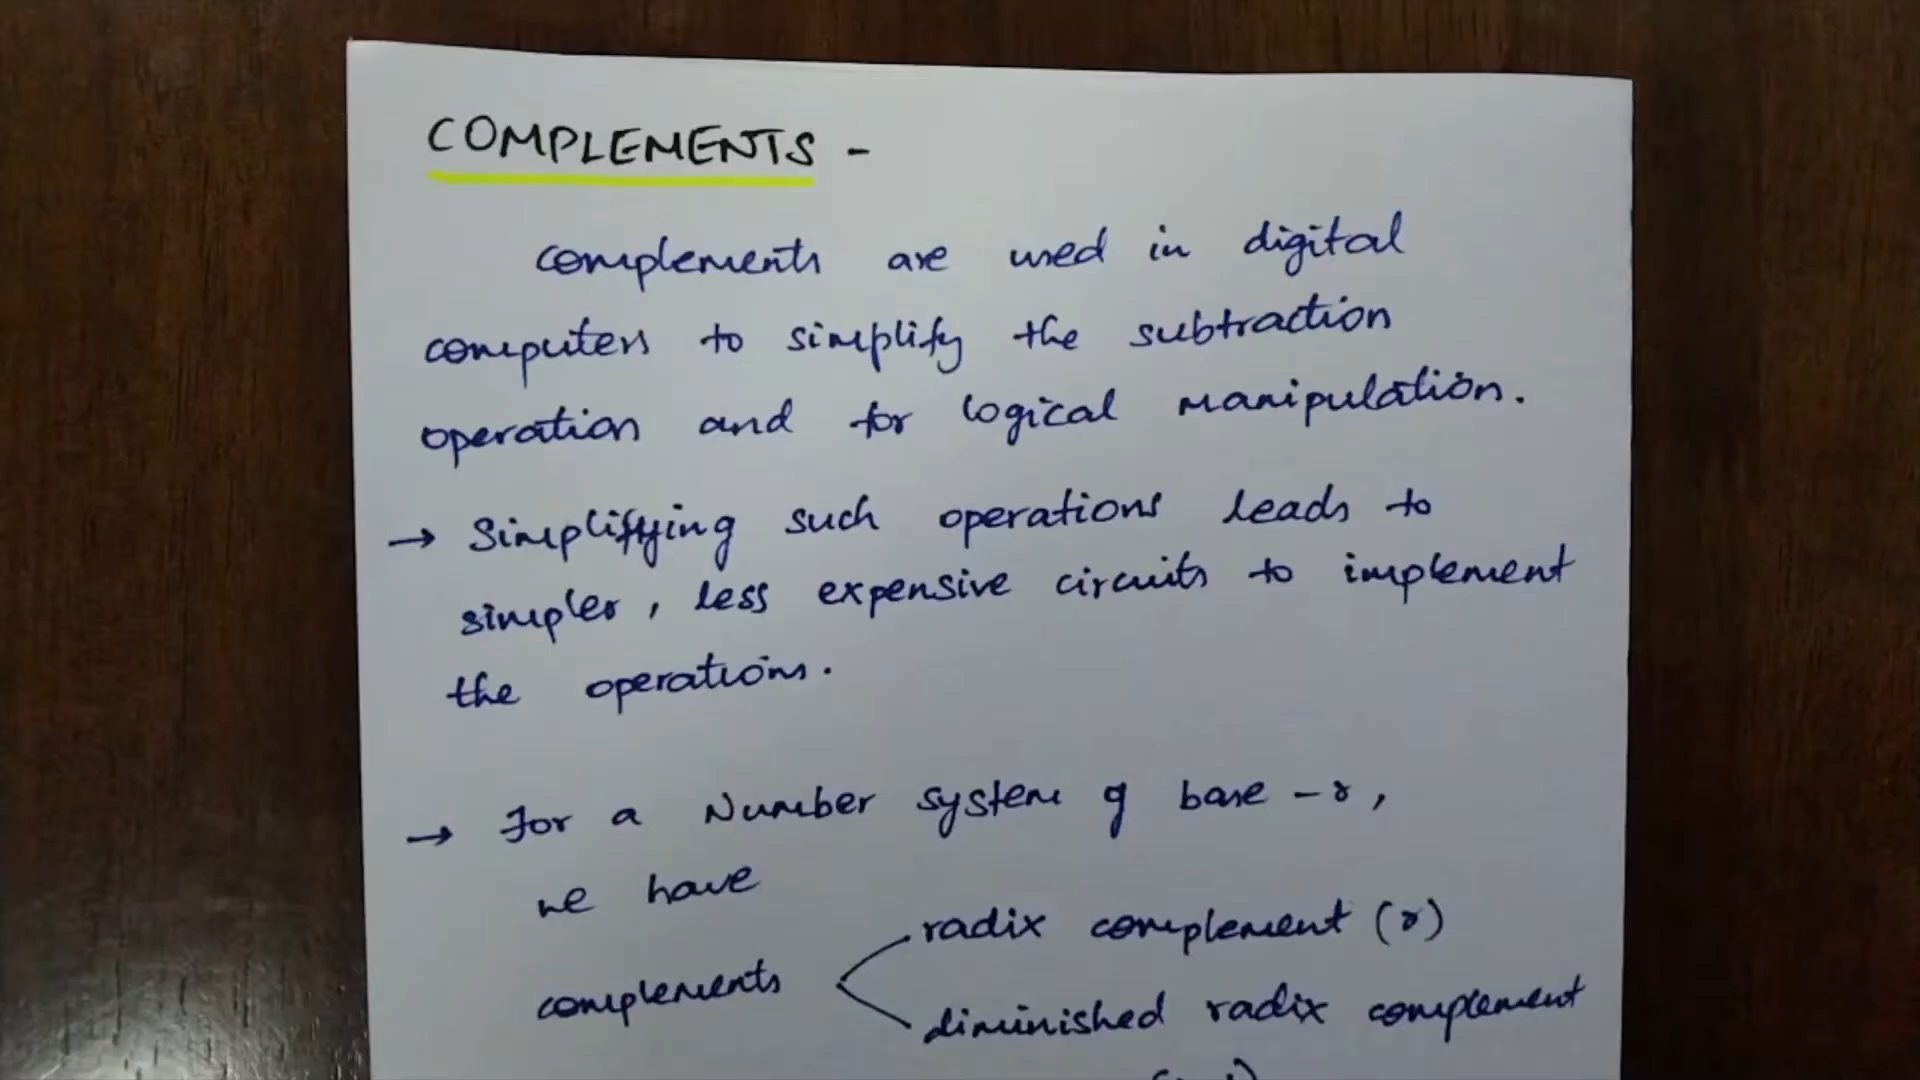 COMPLEMENTS -
complements are used in digital
computers to simplify the subtraction
operation and for logical manipulation.
→ Simplifying such operations leads to
simpler, less expensive circuits to implement
the operations.
→ For a Number system of base - r,
we have
complements
radix complement (r)
diminished radix complement